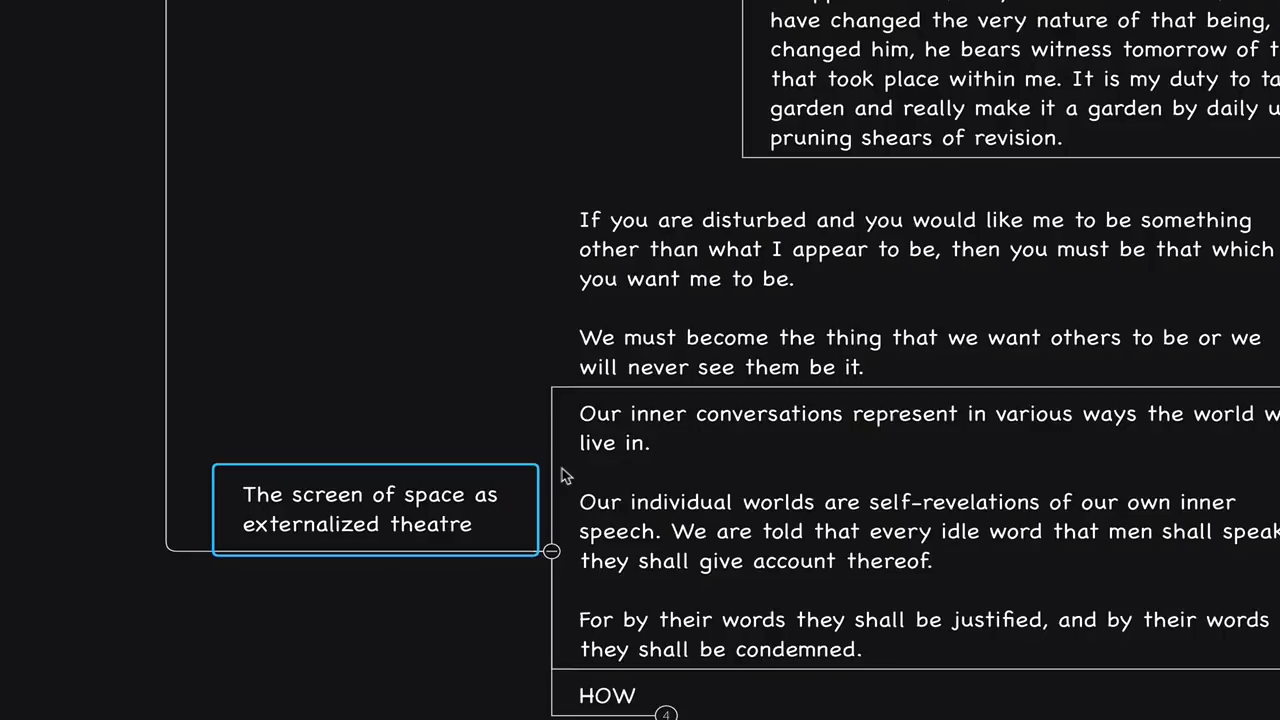 have changed the very nature of that being,
changed him, he bears witness tomorrow of
that took place within me. It is my duty to
garden and really make it a garden by daily
pruning shears of revision.
If you are disturbed and you would like me to be something
other than what I appear to be, then you must be that which
you want me to be.
We must become the thing that we want others to be or we
will never see them be it.
Our inner conversations represent in various ways the world
live in.
The screen of space as
externalized theatre
Our individual worlds are self-revelations of our own inner
speech. We are told that every idle word that men shall speak
they shall give account thereof.
For by their words they shall be justified, and by their words
they shall be condemned.
HOW
4